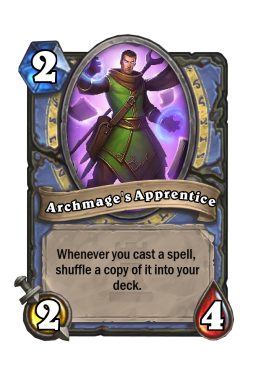 2
Archmage's Apprentice
Whenever you cast a spell,
shuffle a copy of it into your
deck.
2
4